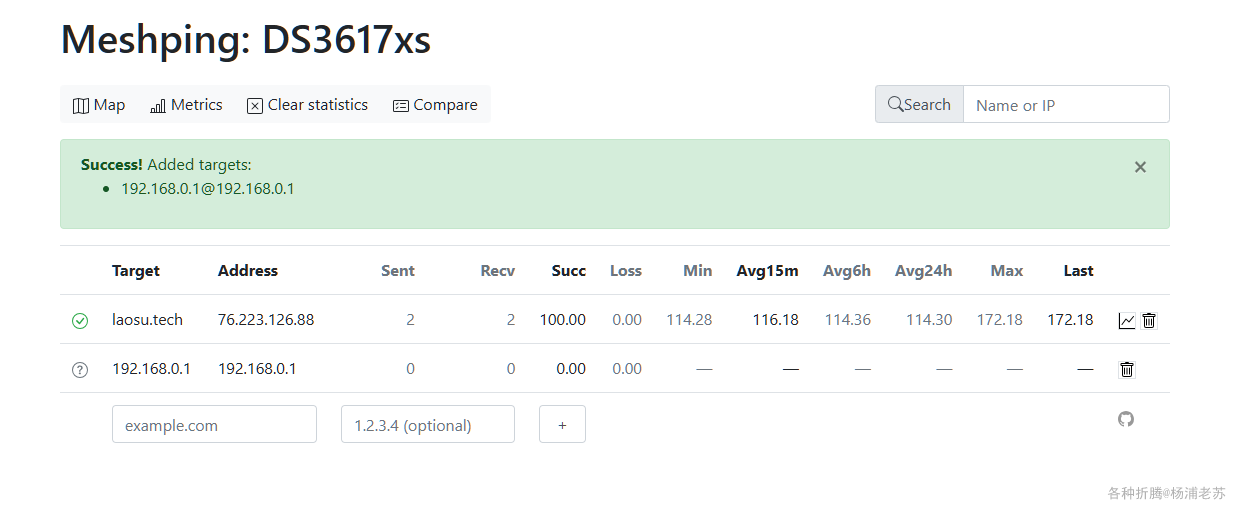 Meshping: DS3617xs
Map Metrics Clear statistics Compare Search Name or IP
Success! Added targets: ×
• 192.168.0.1@192.168.0.1
Target Address Sent Recv Succ Loss Min Avg15m Avg6h Avg24h Max Last
laosu.tech 76.223.126.88 2 2 100.00 0.00 114.28 116.18 114.36 114.30 172.18 172.18
192.168.0.1 192.168.0.1 0 0 0.00 0.00 — — — — — —
example.com 1.2.3.4 (optional) +
各种折腾@杨浦老苏